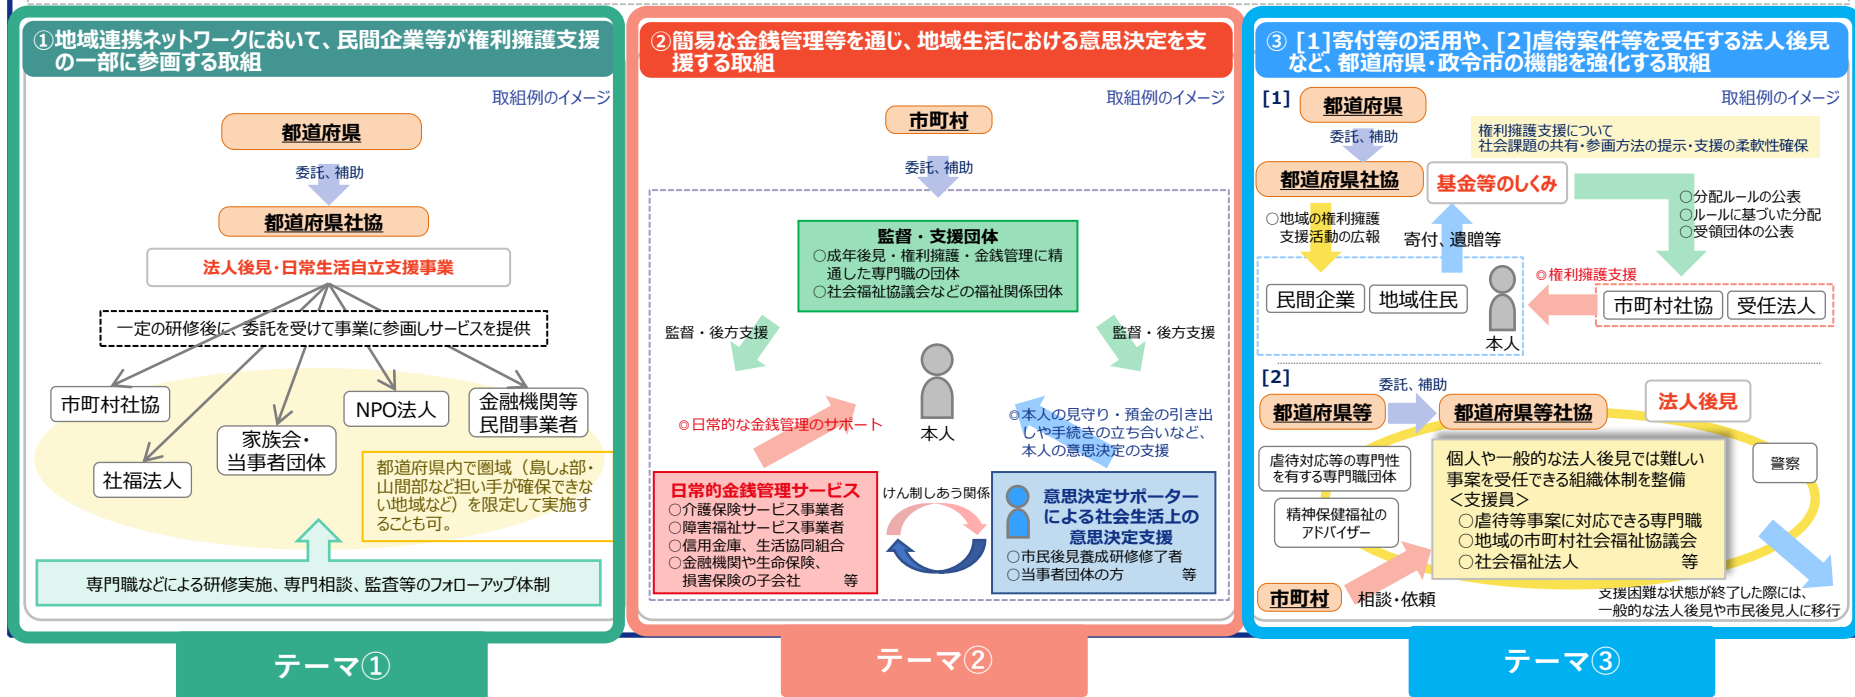 ①地域連携ネットワークにおいて、民間企業等が権利擁護支援
の一部に参画する取組
取組例のイメージ
都道府県
委託、補助
都道府県社協
法人後見・日常生活自立支援事業
一定の研修後に、委託を受けて事業に参画しサービスを提供
市町村社協
社福法人
家族会・
当事者団体
NPO法人
金融機関等
民間事業者
都道府県内で圏域（島しょ部・
山間部など担い手が確保できな
い地域など）を限定して実施す
ることも可。
専門職などによる研修実施、専門相談、監査等のフォローアップ体制
テーマ①
②簡易な金銭管理等を通じ、地域生活における意思決定を支
援する取組
取組例のイメージ
市町村
委託、補助
監督・支援団体
○成年後見・権利擁護・金銭管理に精
通した専門職の団体
○社会福祉協議会などの福祉関係団体
監督・後方支援
監督・後方支援
本人
◎日常的な金銭管理のサポート
◎本人の見守り・預金の引き出
しや手続きの立ち合いなど、
本人の意思決定の支援
日常的金銭管理サービス
○介護保険サービス事業者
○障害福祉サービス事業者
○信用金庫、生活協同組合
○金融機関や生命保険、
損害保険の子会社　等
けん制しあう関係
意思決定サポーター
による社会生活上の
意思決定支援
○市民後見養成研修修了者
○当事者団体の方　等
テーマ②
③ [1]寄付等の活用や、[2]虐待案件等を受任する法人後見
など、都道府県・政令市の機能を強化する取組
取組例のイメージ
[1]
都道府県
委託、補助
権利擁護支援について
社会課題の共有・参画方法の提示・支援の柔軟性確保
都道府県社協
基金等のしくみ
○地域の権利擁護
支援活動の広報
寄付、遺贈等
○分配ルールの公表
○ルールに基づいた分配
○受領団体の公表
民間企業
地域住民
本人
◎権利擁護支援
市町村社協
受任法人
[2]
委託、補助
都道府県等
都道府県等社協
法人後見
虐待対応等の専門性
を有する専門職団体
精神保健福祉の
アドバイザー
個人や一般的な法人後見では難しい
事案を受任できる組織体制を整備
＜支援員＞
○虐待等事案に対応できる専門職
○地域の市町村社会福祉協議会
○社会福祉法人　等
警察
市町村
相談・依頼
支援困難な状態が終了した際には、
一般的な法人後見や市民後見人に移行
テーマ③